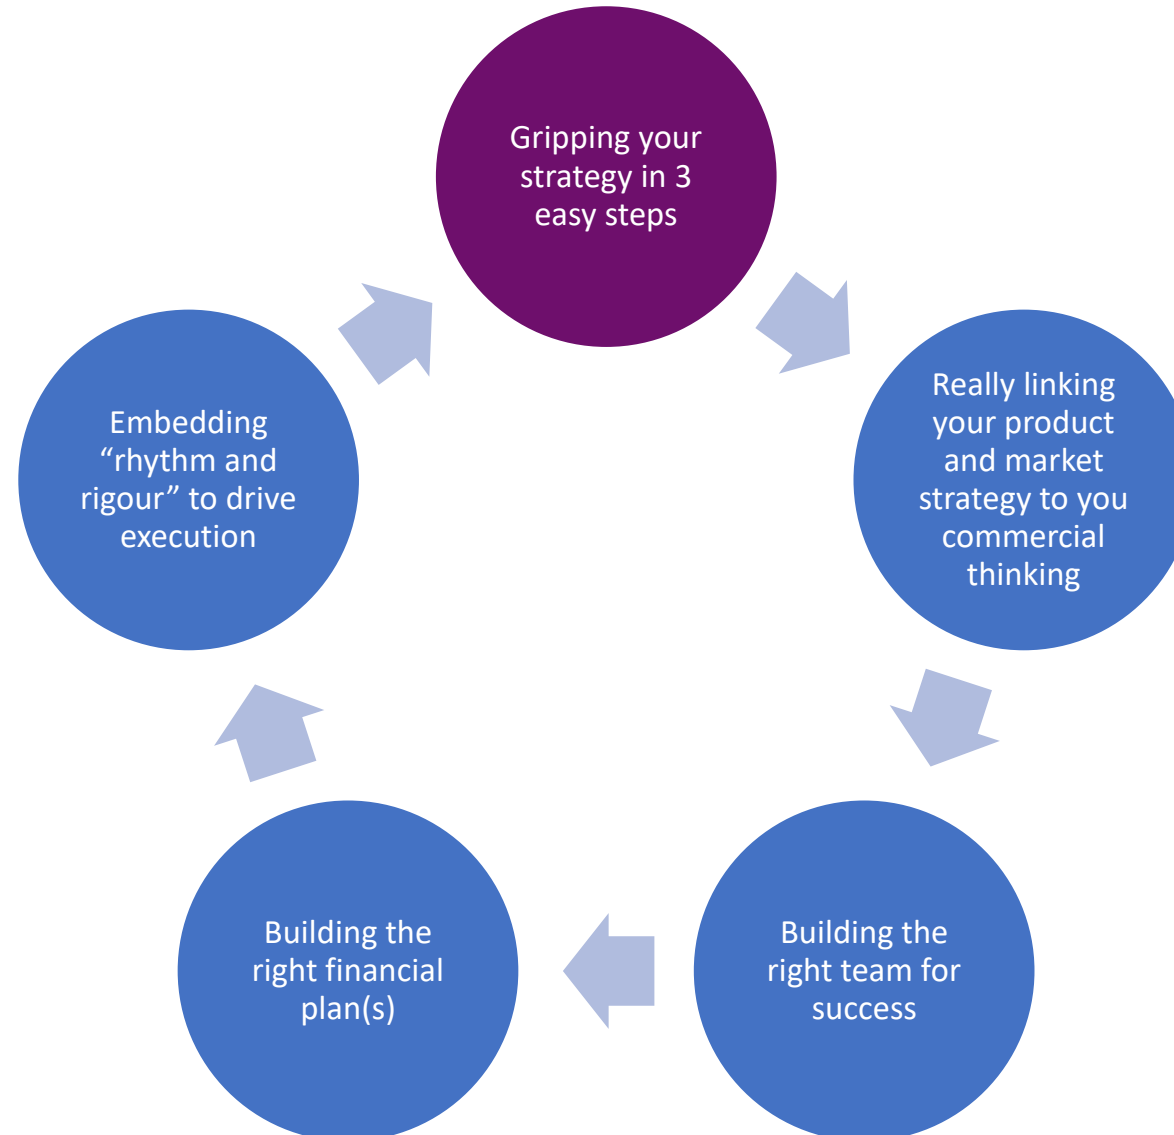 Gripping your
strategy in 3
easy steps
Really linking
your product
and market
strategy to you
commercial
thinking
Building the
right team for
success
Building the
right financial
plan(s)
Embedding
“rhythm and
rigour” to drive
execution